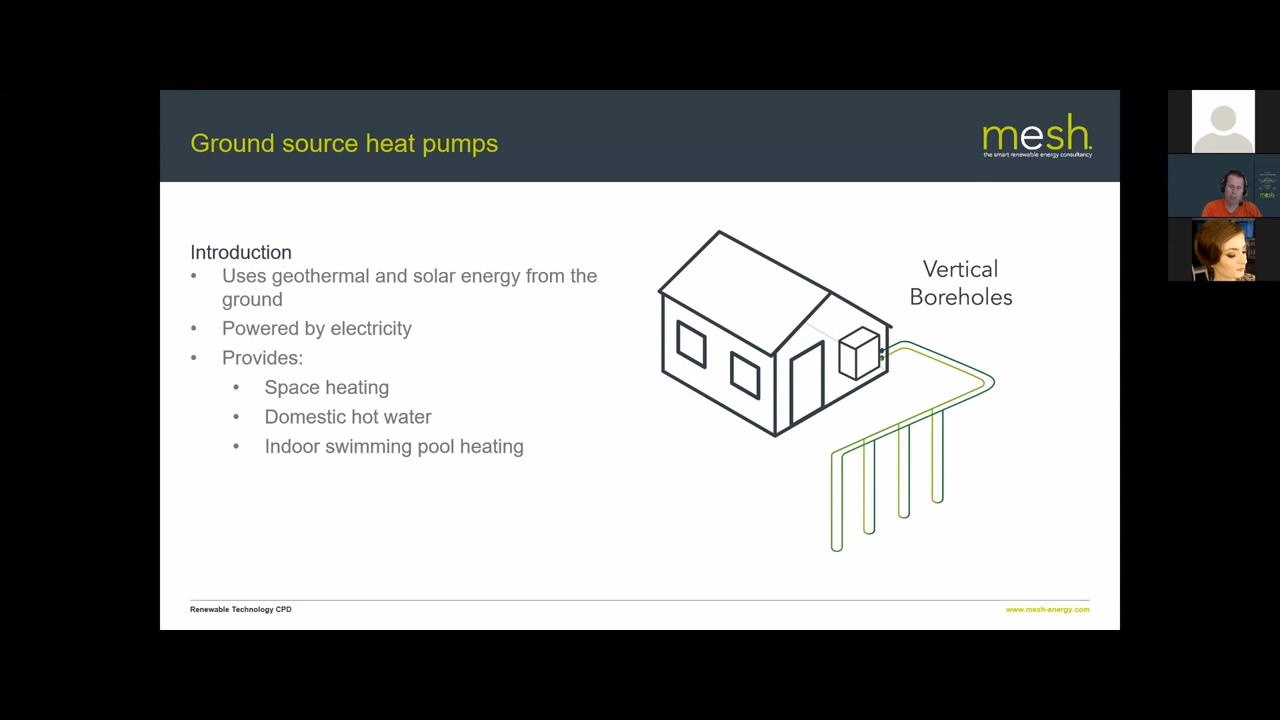 Ground source heat pumps
mesh.
the smart renewable energy consultancy
Introduction
• Uses geothermal and solar energy from the
ground
• Powered by electricity
• Provides:
• Space heating
• Domestic hot water
• Indoor swimming pool heating
Vertical
Boreholes
Renewable Technology CPD
www.mesh-energy.com
mesh